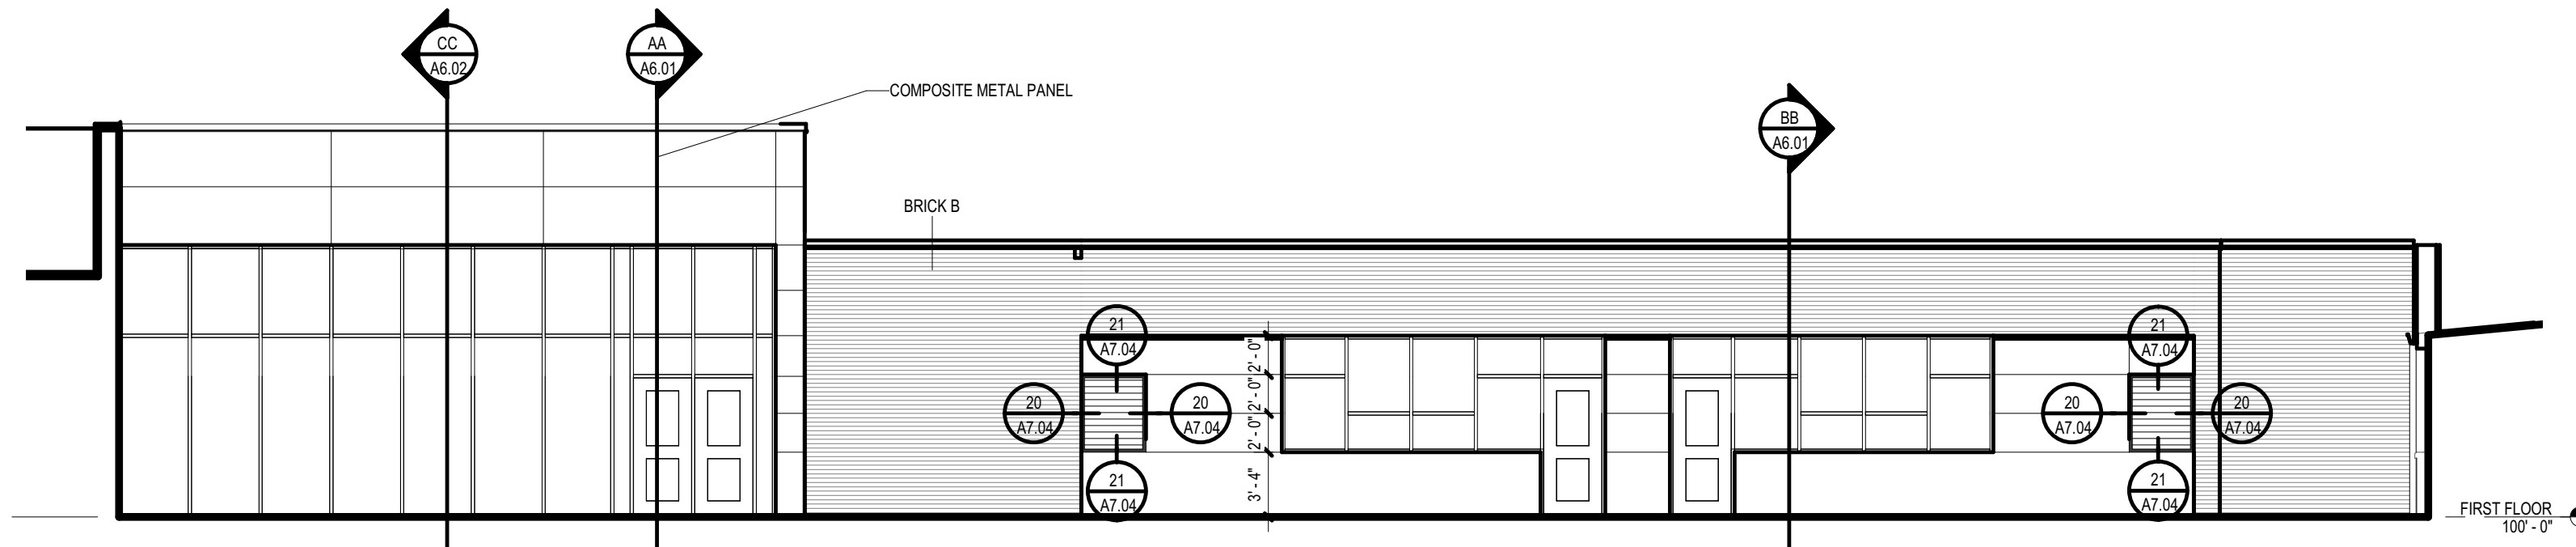 CC
A6.02
AA
A6.01
COMPOSITE METAL PANEL
BB
A6.01
BRICK B
21
A7.04
20
A7.04
20
A7.04
21
A7.04
2' - 0"
2' - 0"
2' - 0"
3' - 4"
21
A7.04
20
A7.04
20
A7.04
21
A7.04
FIRST FLOOR
100' - 0"